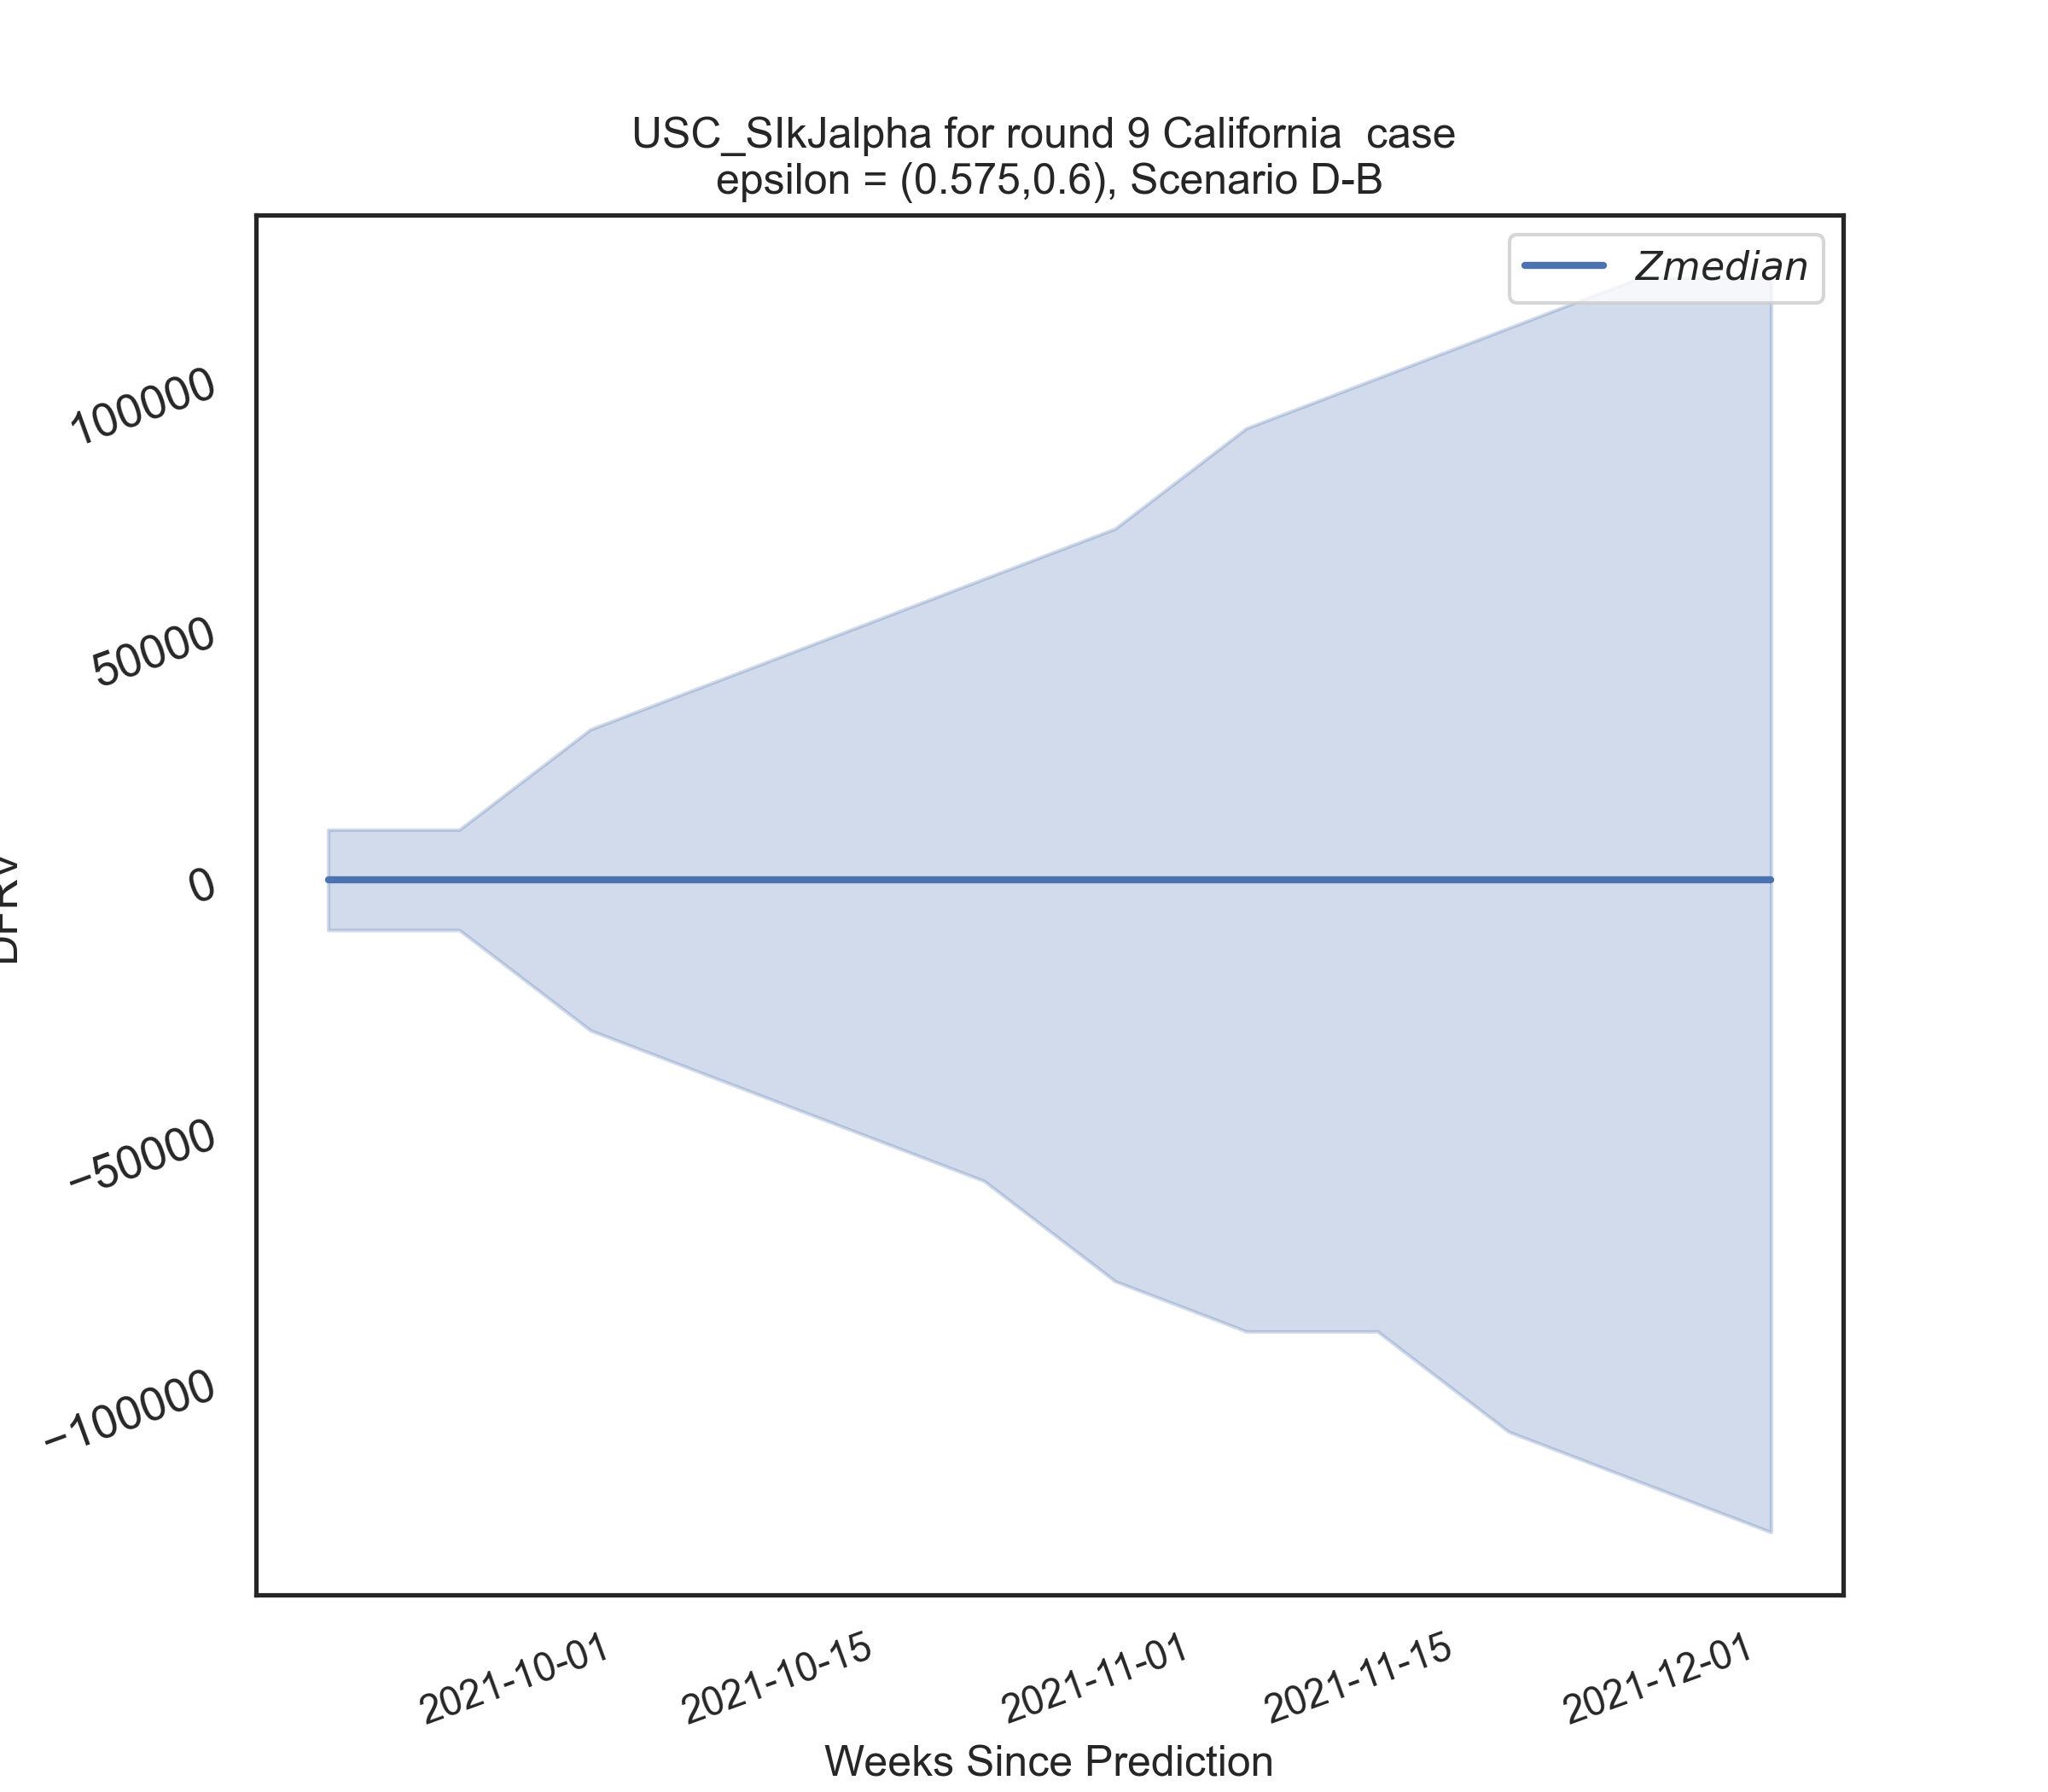 USC_SIkJalpha for round 9 California  case
epsilon = (0.575,0.6), Scenario D-B
Zmedian
100000
50000
0
−50000
−100000
2021-10-01
2021-10-15
2021-11-01
2021-11-15
2021-12-01
Weeks Since Prediction